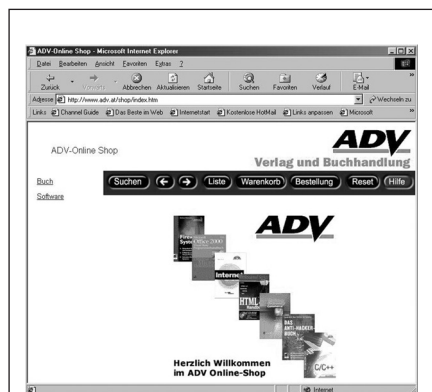 ADV-Online Shop - Microsoft Internet Explorer
Datei Bearbeiten Ansicht Favoriten Extras ?
Zurück Vorwärts Abbrechen Aktualisieren Startseite Suchen Favoriten Verlauf E-Mail
Adresse http://www.adv.at/shop/index.htm Wechseln zu
Links Channel Guide Das Beste im Web Internetstart Kostenlose HotMail Links anpassen Microsoft
ADV
ADV-Online Shop
Verlag und Buchhandlung
Buch
Suchen Liste Warenkorb Bestellung Reset Hilfe
Software
ADV
Office 2000
Internet
HTML
DAS
ANTI-HACKER
BUCH
C/C++
Herzlich Willkommen
im ADV Online-Shop
Internet